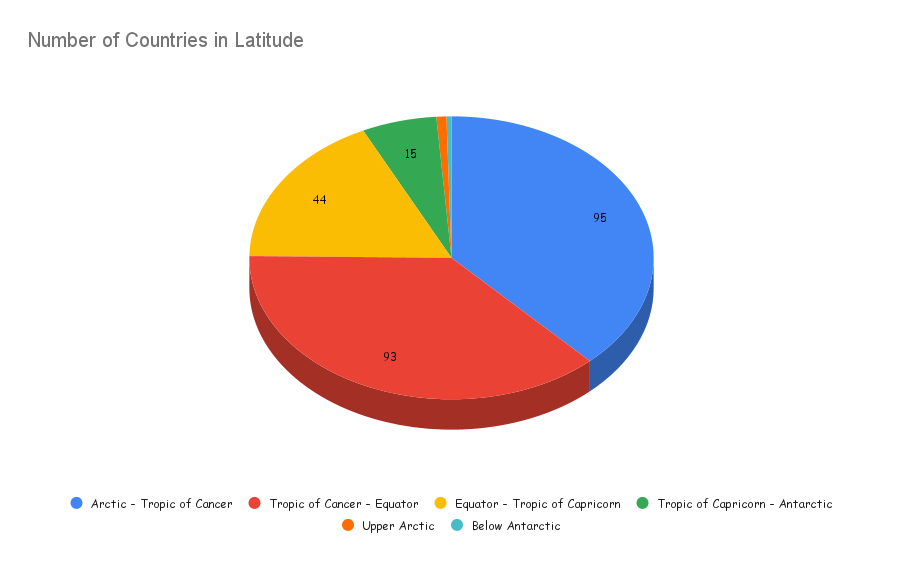 Number of Countries in Latitude
15
44
95
93
Arctic - Tropic of Cancer Tropic of Cancer - Equator Equator - Tropic of Capricorn Tropic of Capricorn - Antarctic
Upper Arctic Below Antarctic